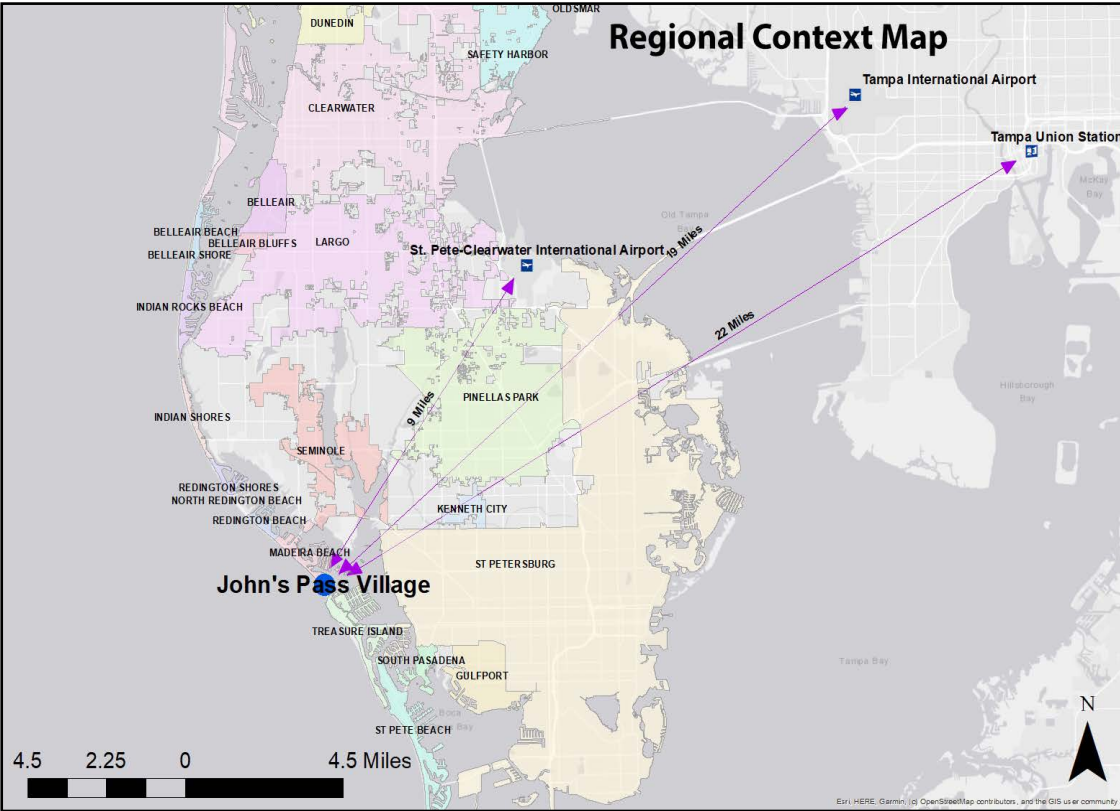 OLDSMAR
DUNEDIN
Regional Context Map
SAFETY HARBOR
Tampa International Airport
CLEARWATER
Tampa Union Station
McKay
Bay
BELLEAIR
Old Tampa
BELLEAIR BEACH
BELLEAIR BLUFFS
LARGO
19 Miles
BELLEAIR SHORE
St. Pete-Clearwater International Airport
INDIAN ROCKS BEACH
22 Miles
Hillsborough
Bay
PINELLAS PARK
9 Miles
INDIAN SHORES
SEMINOLE
REDINGTON SHORES
NORTH REDINGTON BEACH
KENNETH CITY
REDINGTON BEACH
MADEIRA BEACH
ST PETERSBURG
John's Pass Village
TREASURE ISLAND
SOUTH PASADENA
Tampa Bay
GULFPORT
N
Boca
Bay
ST PETE BEACH
4.5 2.25 0 4.5 Miles
Esri, HERE, Garmin, (c) OpenStreetMap contributors, and the GIS user community